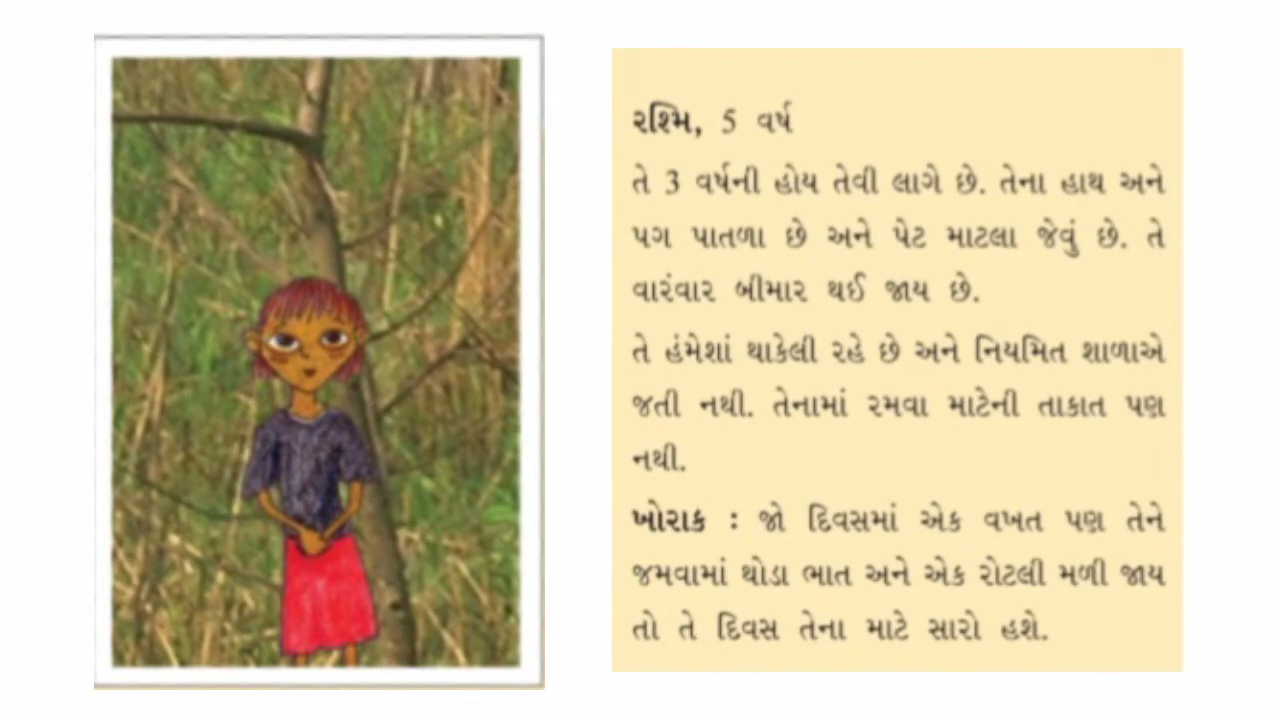 રશ્મિ, 5 વર્ષ
તે 3 વર્ષની હોય તેવી લાગે છે. તેના હાથ અને
પગ પાતળા છે અને પેટ માટલા જેવું છે. તે
વારંવાર બીમાર થઈ જાય છે.
તે હંમેશાં થાકેલી રહે છે અને નિયમિત શાળાએ
જતી નથી. તેનામાં રમવા માટેની તાકાત પણ
નથી.
ખોરાક : જો દિવસમાં એક વખત પણ તેને
જમવામાં થોડા ભાત અને એક રોટલી મળી જાય
તો તે દિવસ તેના માટે સારો હશે.